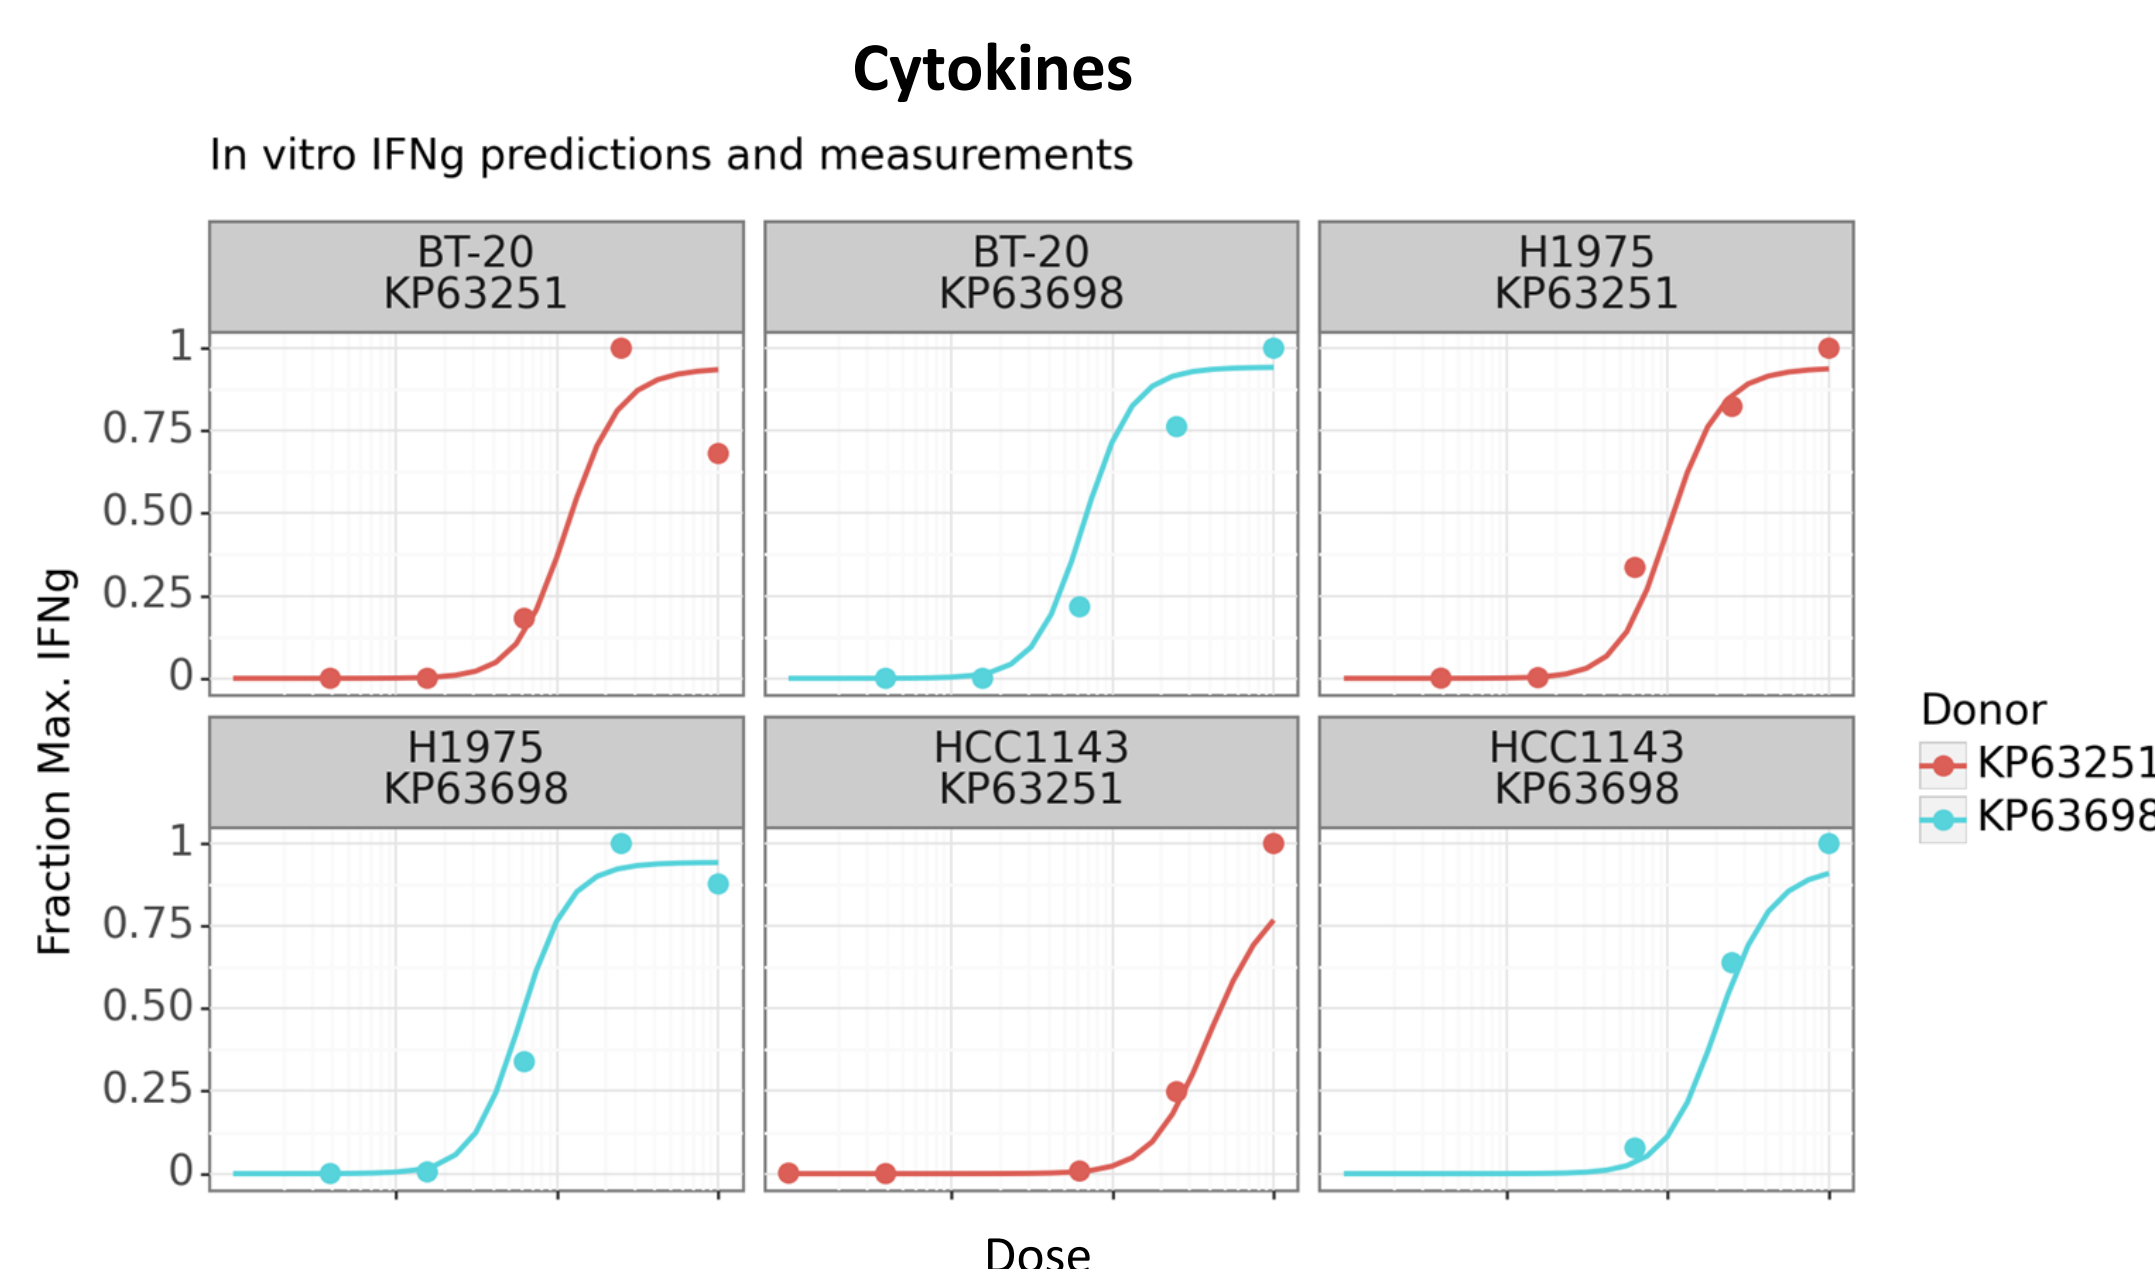 Cytokines
In vitro IFNg predictions and measurements
BT-20
KP63251
BT-20
KP63698
H1975
KP63251
1
0.75
0.50
0.25
0
H1975
KP63698
HCC1143
KP63251
HCC1143
KP63698
1
0.75
0.50
0.25
0
Fraction Max. IFNg
Dose
Donor
KP63251
KP63698